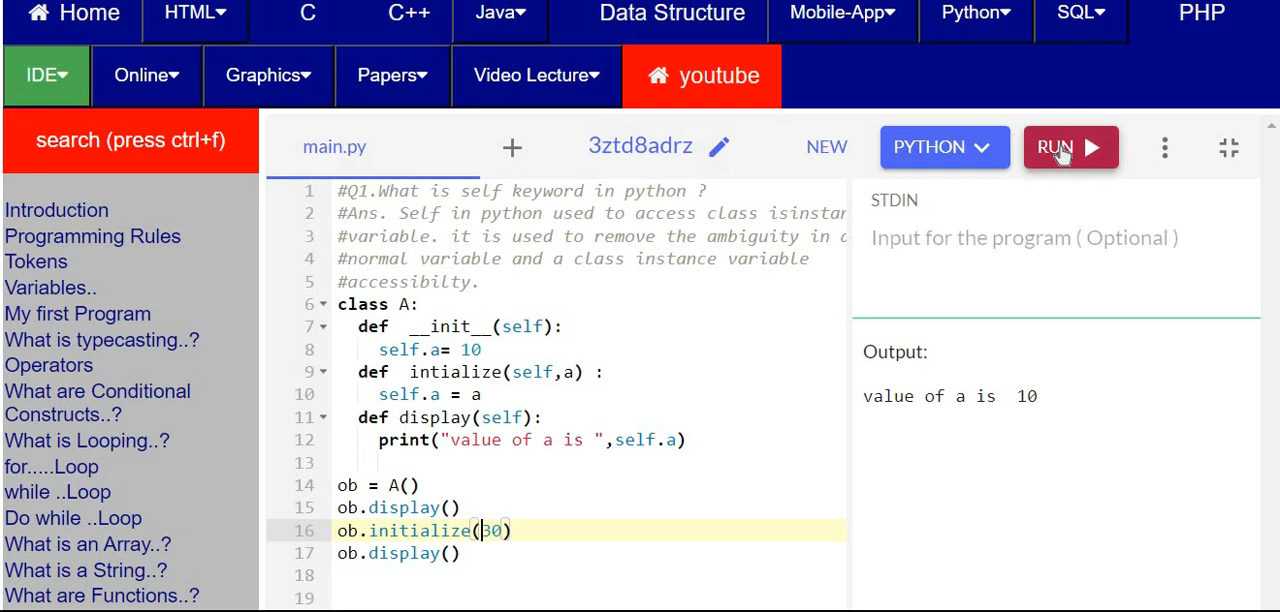 Home HTML C C++ Java Data Structure Mobile-App Python SQL PHP
IDE Online Graphics Papers Video Lecture youtube
search (press ctrl+f)
Introduction
Programming Rules
Tokens
Variables..
My first Program
What is typecasting..?
Operators
What are Conditional
Constructs..?
What is Looping..?
for.....Loop
while ..Loop
Do while ..Loop
What is an Array..?
What is a String..?
What are Functions..?
main.py + 3ztd8adrz NEW PYTHON RUN
1 #Q1.What is self keyword in python ?
2 #Ans. Self in python used to access class isinstan
3 #variable. it is used to remove the ambiguity in a
4 #normal variable and a class instance variable
5 #accessibilty.
6 class A:
7 def __init__(self):
8 self.a= 10
9 def intialize(self,a) :
10 self.a = a
11 def display(self):
12 print("value of a is ",self.a)
13
14 ob = A()
15 ob.display()
16 ob.initialize(30)
17 ob.display()
18
19
STDIN
Input for the program ( Optional )
Output:
value of a is 10